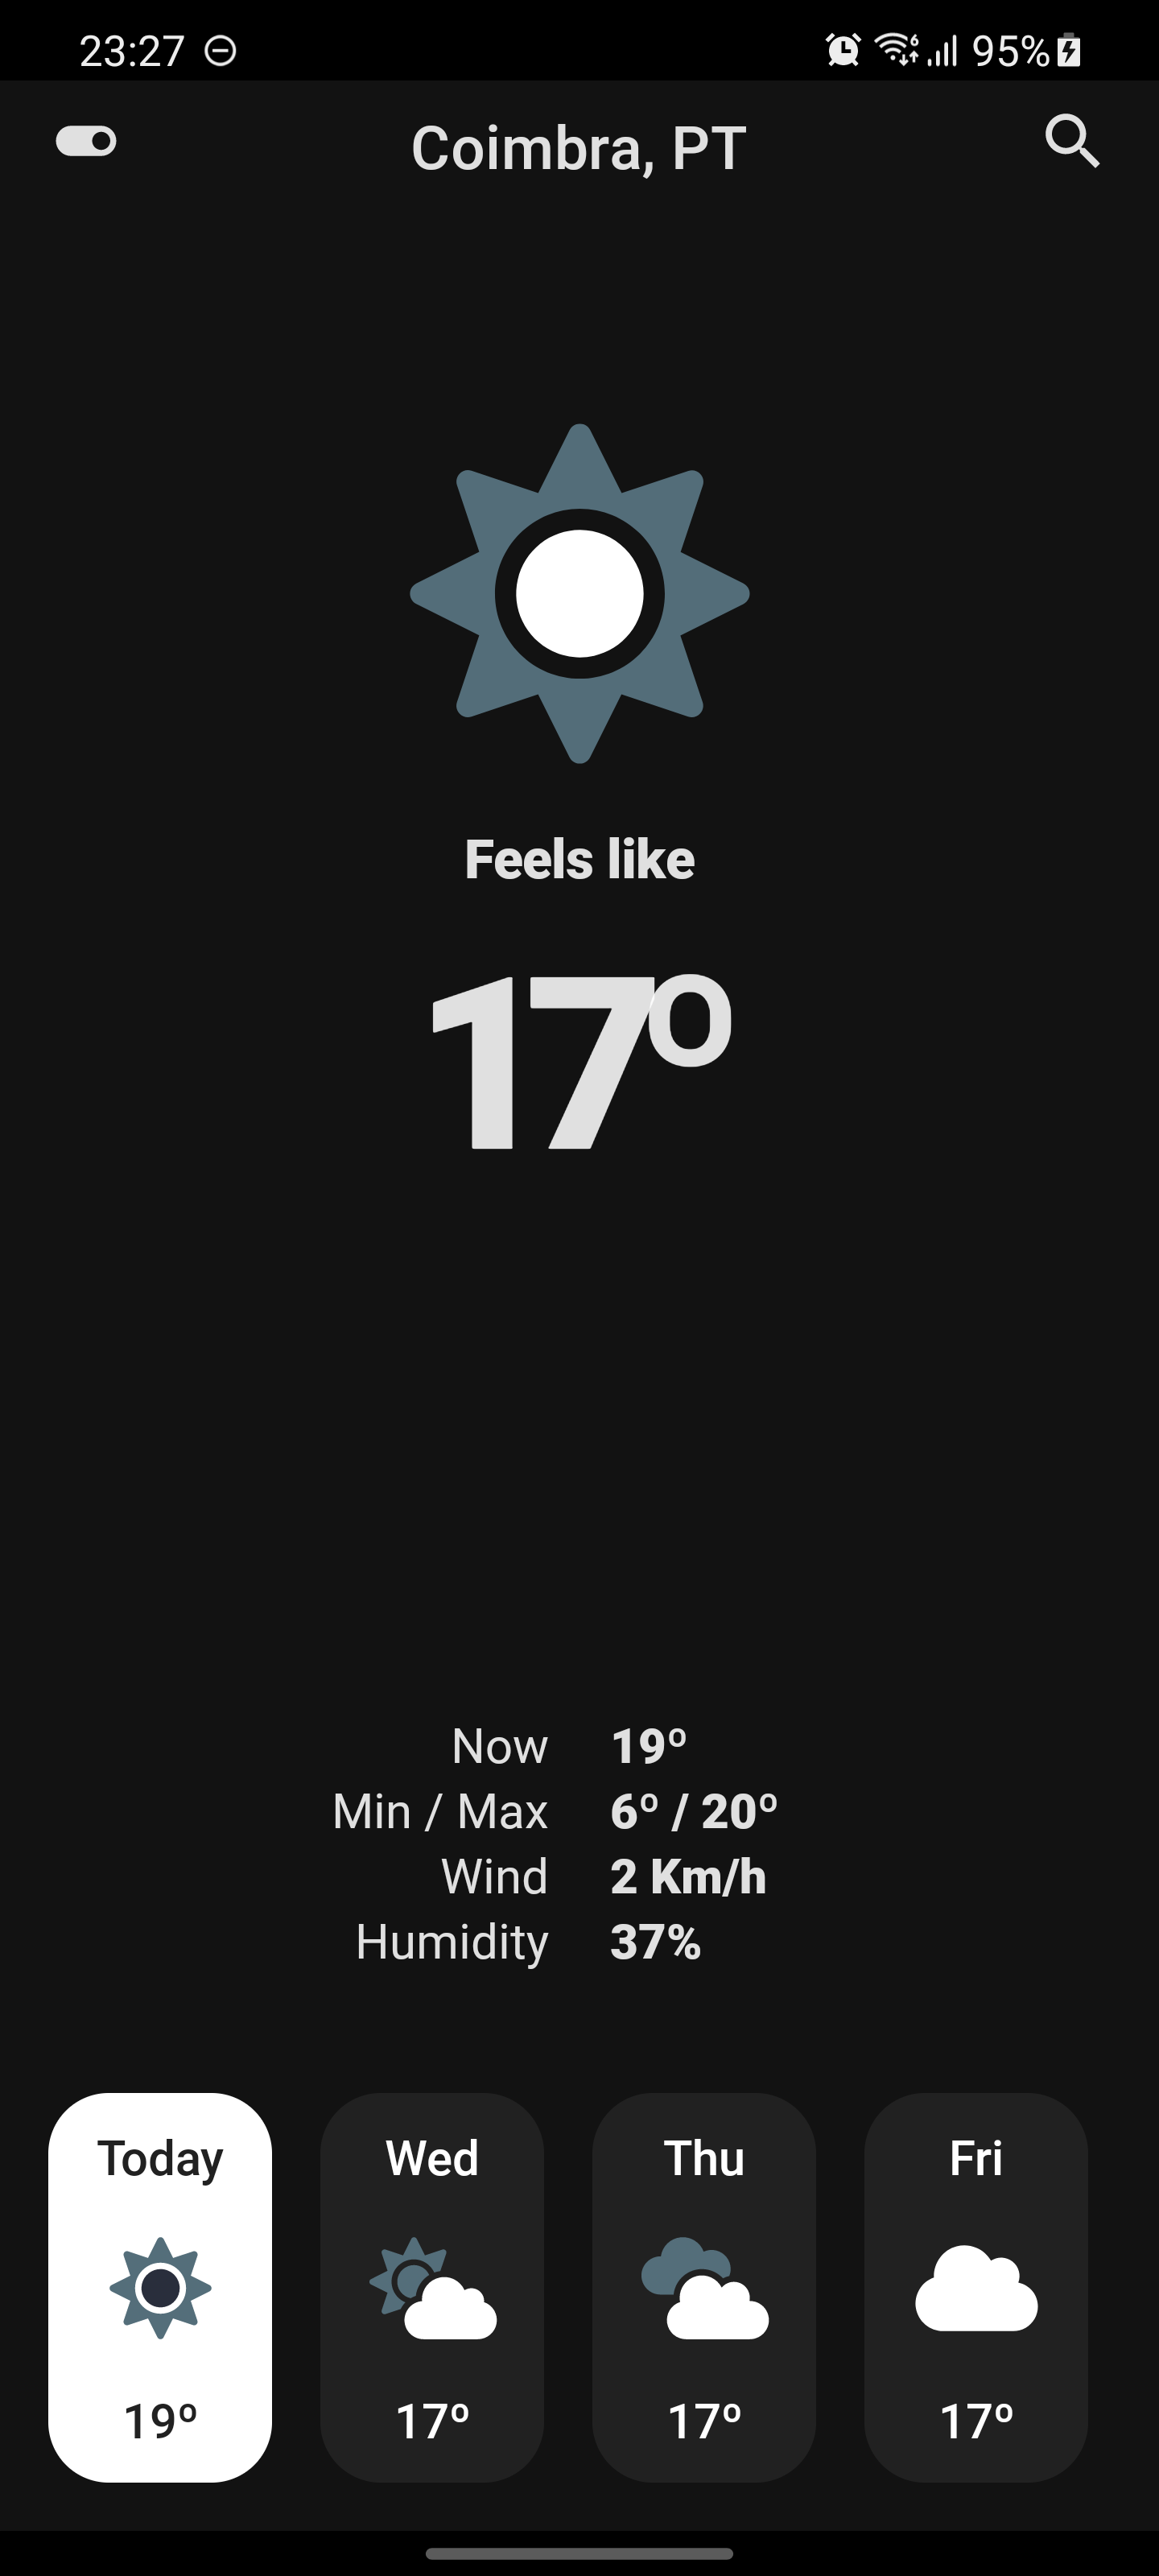 23:27 6 95%
Coimbra, PT
Feels like
17º
Now 19º
Min / Max 6º / 20º
Wind 2 Km/h
Humidity 37%
Today Wed Thu Fri
19º 17º 17º 17º